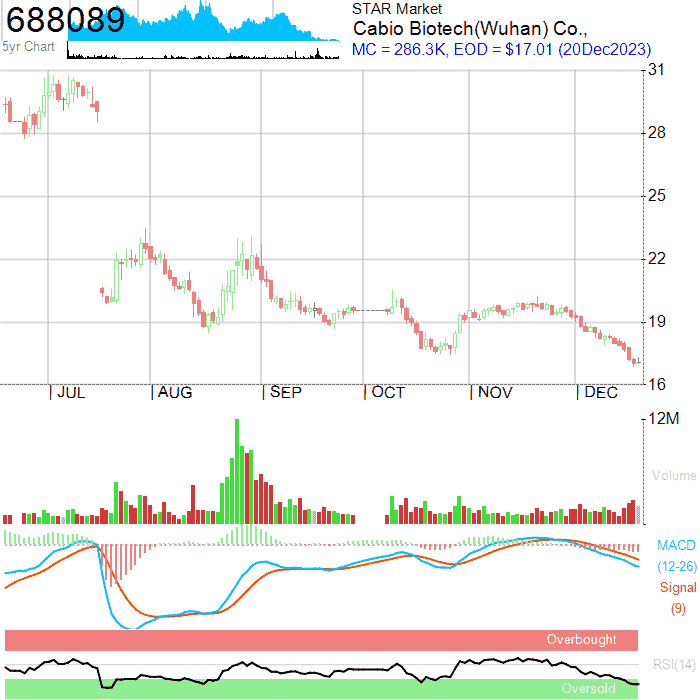 688089
STAR Market
Cabio Biotech(Wuhan) Co.,
5yr Chart
MC = 286.3K, EOD = $17.01 (20Dec2023)
31
28
25
22
19
16
JUL AUG SEP OCT NOV DEC
12M
Volume
MACD
(12-26)
Signal
(9)
Overbought
RSI(14)
Oversold